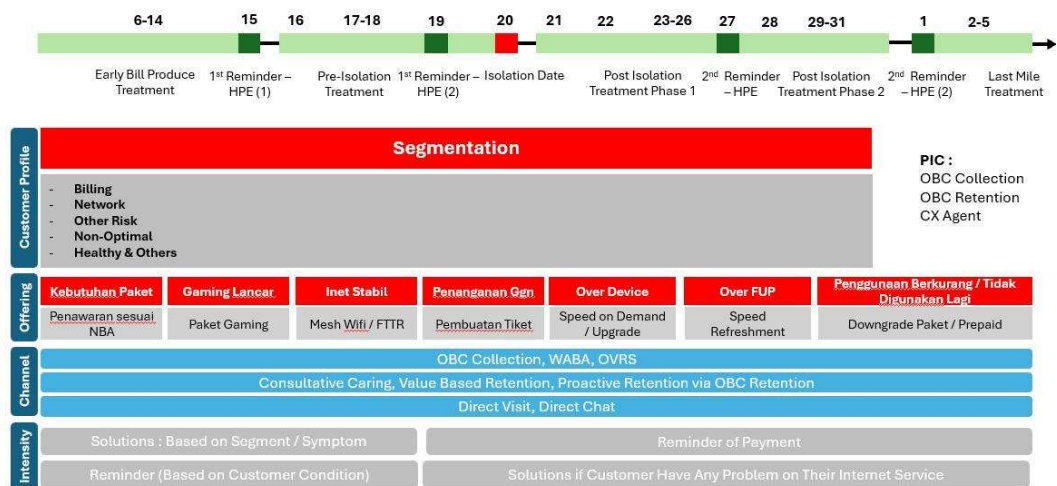 6-14 15 16 17-18 19 20 21 22 23-26 27 28 29-31 1 2-5
Early Bill Produce
Treatment
1st Reminder –
HPE (1)
Pre-Isolation
Treatment
1st Reminder –
HPE (2)
Isolation Date
Post Isolation
Treatment Phase 1
2nd Reminder
– HPE
Post Isolation
Treatment Phase 2
2nd Reminder
– HPE (2)
Last Mile
Treatment
Customer Profile
Segmentation
- Billing
- Network
- Other Risk
- Non-Optimal
- Healthy & Others
PIC :
OBC Collection
OBC Retention
CX Agent
Offering
Kebutuhan Paket
Penawaran sesuai
NBA
Gaming Lancar
Paket Gaming
Inet Stabil
Mesh Wifi / FTTR
Penanganan Ggn
Pembuatan Tiket
Over Device
Speed on Demand
/ Upgrade
Over FUP
Speed
Refreshment
Penggunaan Berkurang / Tidak
Digunakan Lagi
Downgrade Paket / Prepaid
Channel
OBC Collection, WABA, OVRS
Consultative Caring, Value Based Retention, Proactive Retention via OBC Retention
Direct Visit, Direct Chat
Intensity
Solutions : Based on Segment / Symptom
Reminder of Payment
Reminder (Based on Customer Condition)
Solutions if Customer Have Any Problem on Their Internet Service